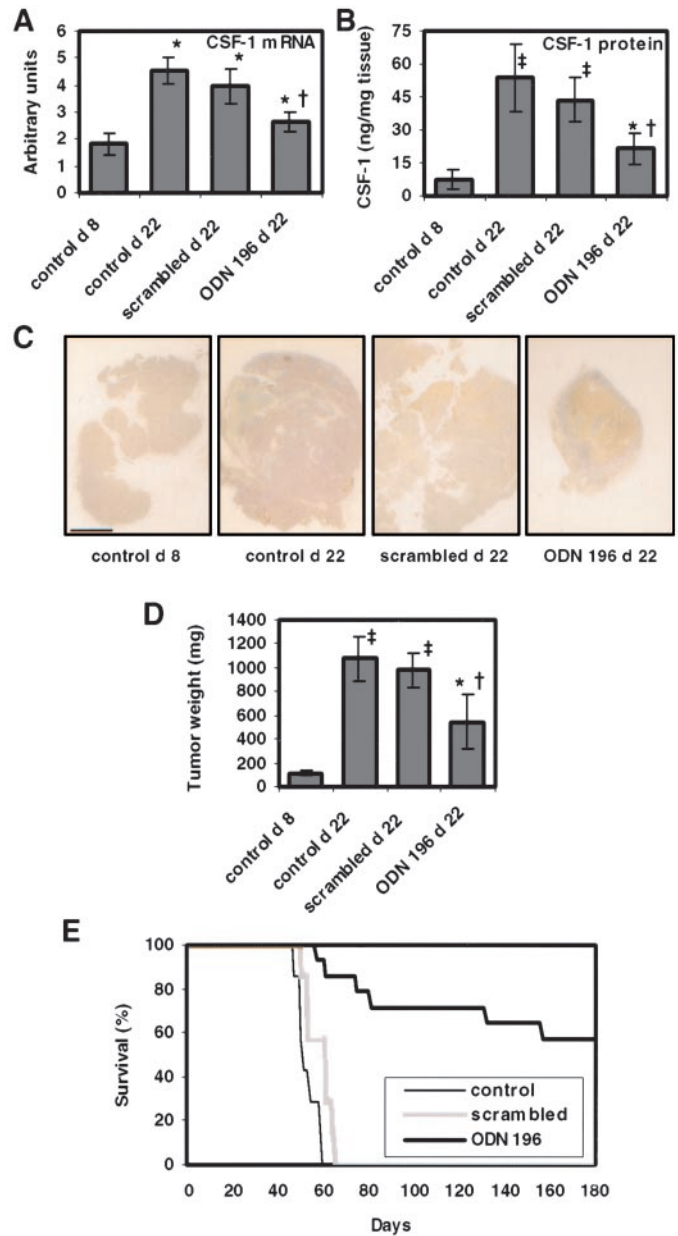 A
CSF-1 mRNA
Arbitrary units
6
5
4
3
2
1
0
*
*
* †
control d 8
control d 22
scrambled d 22
ODN 196 d 22
B
CSF-1 protein
CSF-1 (ng/mg tissue)
75
60
45
30
15
0
‡
‡
* †
control d 8
control d 22
scrambled d 22
ODN 196 d 22
C
control d 8
control d 22
scrambled d 22
ODN 196 d 22
D
Tumor weight (mg)
1400
1200
1000
800
600
400
200
0
‡
‡
* †
control d 8
control d 22
scrambled d 22
ODN 196 d 22
E
Survival (%)
100
80
60
40
20
0
control
scrambled
ODN 196
0 20 40 60 80 100 120 140 160 180
Days